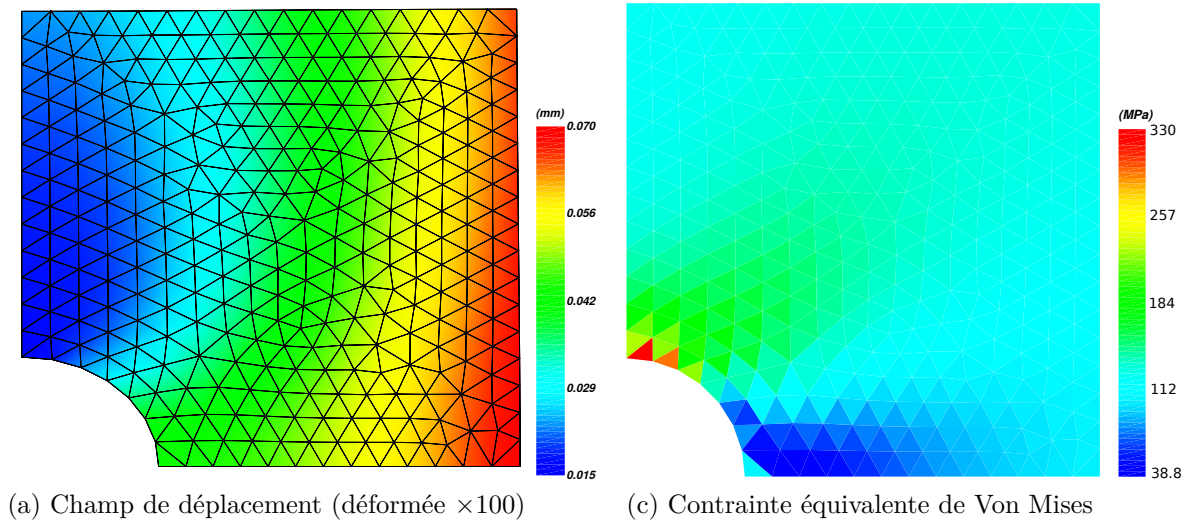 (mm)
0.070
0.056
0.042
0.029
0.015
(MPa)
330
257
184
112
38.8
(a) Champ de déplacement (déformée ×100)
(c) Contrainte équivalente de Von Mises